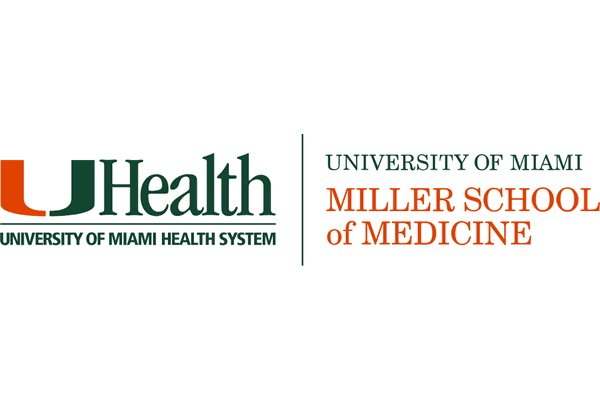 UHealth
UNIVERSITY OF MIAMI HEALTH SYSTEM
UNIVERSITY OF MIAMI
MILLER SCHOOL
of MEDICINE